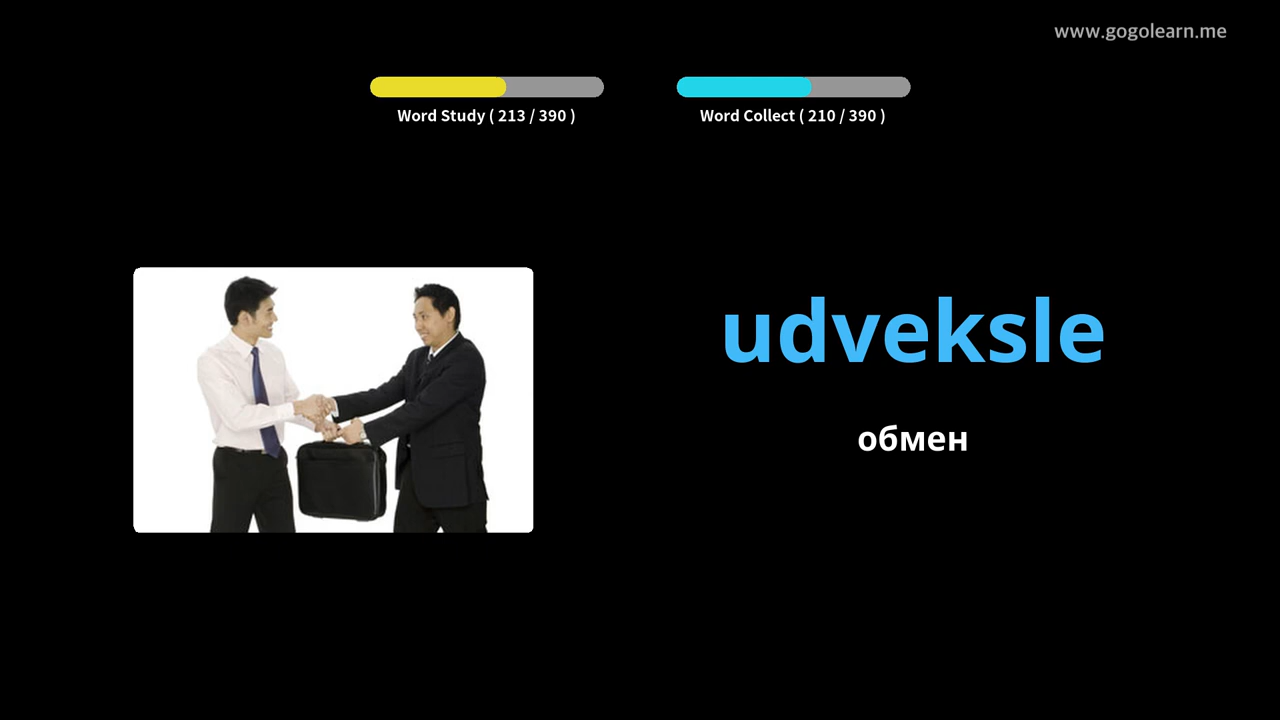 www.gogolearn.me
Word Study ( 213 / 390 )
Word Collect ( 210 / 390 )
udveksle
обмен